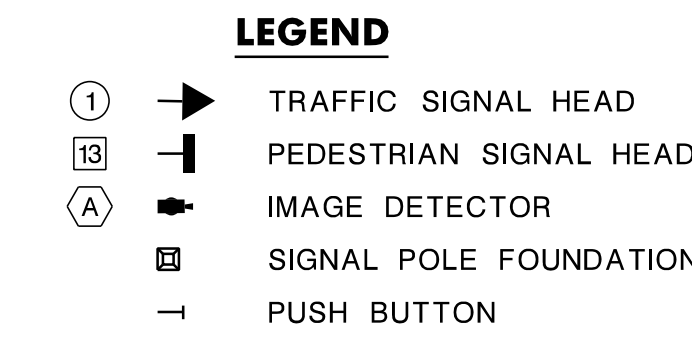 LEGEND
1 TRAFFIC SIGNAL HEAD
13 PEDESTRIAN SIGNAL HEAD
A IMAGE DETECTOR
SIGNAL POLE FOUNDATION
PUSH BUTTON